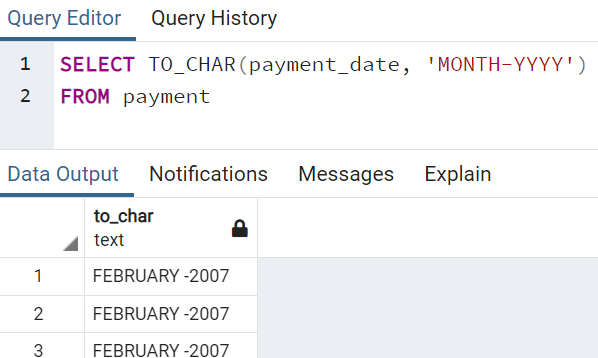 Query Editor Query History
1 SELECT TO_CHAR(payment_date, 'MONTH-YYYY')
2 FROM payment
Data Output Notifications Messages Explain
to_char
text
1 FEBRUARY -2007
2 FEBRUARY -2007
3 FEBRUARY -2007